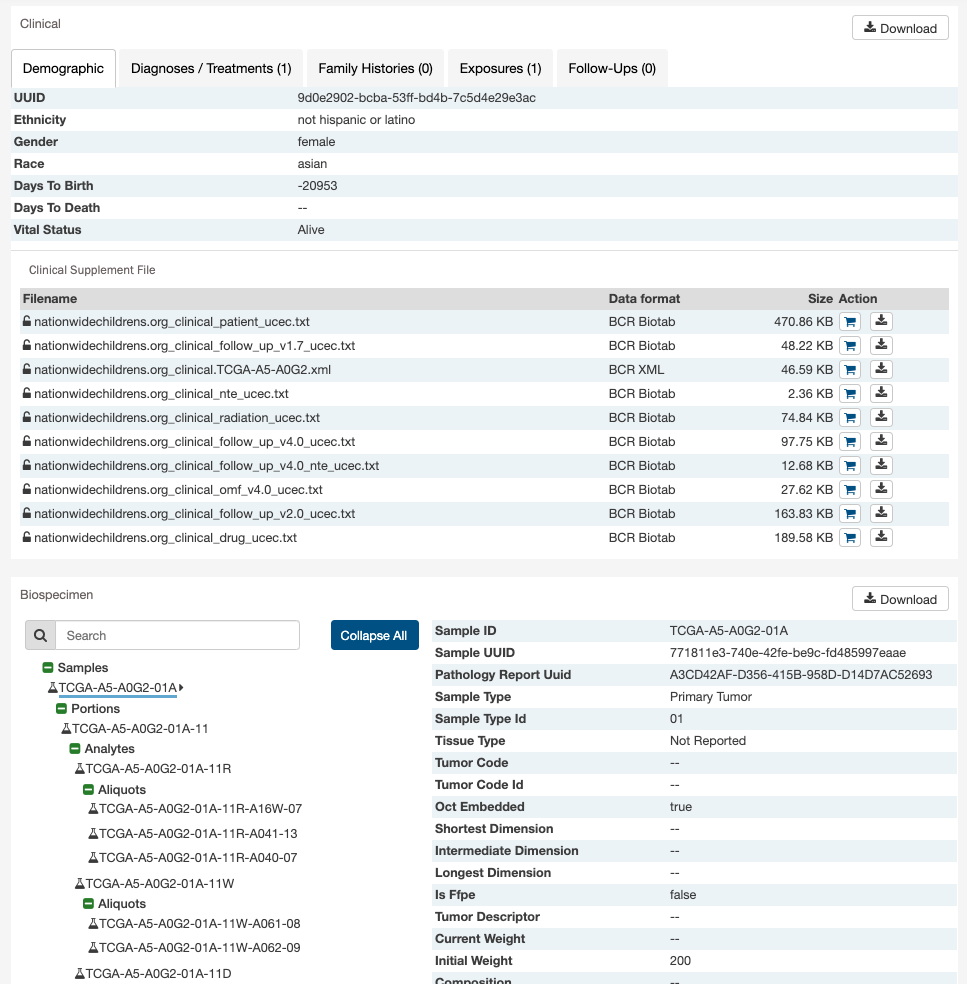 Clinical
Download
Demographic Diagnoses / Treatments (1) Family Histories (0) Exposures (1) Follow-Ups (0)
UUID 9d0e2902-bcba-53ff-bd4b-7c5d4e29e3ac
Ethnicity not hispanic or latino
Gender female
Race asian
Days To Birth -20953
Days To Death --
Vital Status Alive
Clinical Supplement File
Filename Data format Size Action
nationwidechildrens.org_clinical_patient_ucec.txt BCR Biotab 470.86 KB
nationwidechildrens.org_clinical_follow_up_v1.7_ucec.txt BCR Biotab 48.22 KB
nationwidechildrens.org_clinical.TCGA-A5-A0G2.xml BCR XML 46.59 KB
nationwidechildrens.org_clinical_nte_ucec.txt BCR Biotab 2.36 KB
nationwidechildrens.org_clinical_radiation_ucec.txt BCR Biotab 74.84 KB
nationwidechildrens.org_clinical_follow_up_v4.0_ucec.txt BCR Biotab 97.75 KB
nationwidechildrens.org_clinical_follow_up_v4.0_nte_ucec.txt BCR Biotab 12.68 KB
nationwidechildrens.org_clinical_omf_v4.0_ucec.txt BCR Biotab 27.62 KB
nationwidechildrens.org_clinical_follow_up_v2.0_ucec.txt BCR Biotab 163.83 KB
nationwidechildrens.org_clinical_drug_ucec.txt BCR Biotab 189.58 KB
Biospecimen
Download
Search
Collapse All
Samples
TCGA-A5-A0G2-01A
Portions
TCGA-A5-A0G2-01A-11
Analytes
TCGA-A5-A0G2-01A-11R
Aliquots
TCGA-A5-A0G2-01A-11R-A16W-07
TCGA-A5-A0G2-01A-11R-A041-13
TCGA-A5-A0G2-01A-11R-A040-07
TCGA-A5-A0G2-01A-11W
Aliquots
TCGA-A5-A0G2-01A-11W-A061-08
TCGA-A5-A0G2-01A-11W-A062-09
TCGA-A5-A0G2-01A-11D
Sample ID TCGA-A5-A0G2-01A
Sample UUID 771811e3-740e-42fe-be9c-fd485997eaae
Pathology Report Uuid A3CD42AF-D356-415B-958D-D14D7AC52693
Sample Type Primary Tumor
Sample Type Id 01
Tissue Type Not Reported
Tumor Code --
Tumor Code Id --
Oct Embedded true
Shortest Dimension --
Intermediate Dimension --
Longest Dimension --
Is Ffpe false
Tumor Descriptor --
Current Weight --
Initial Weight 200
Composition --